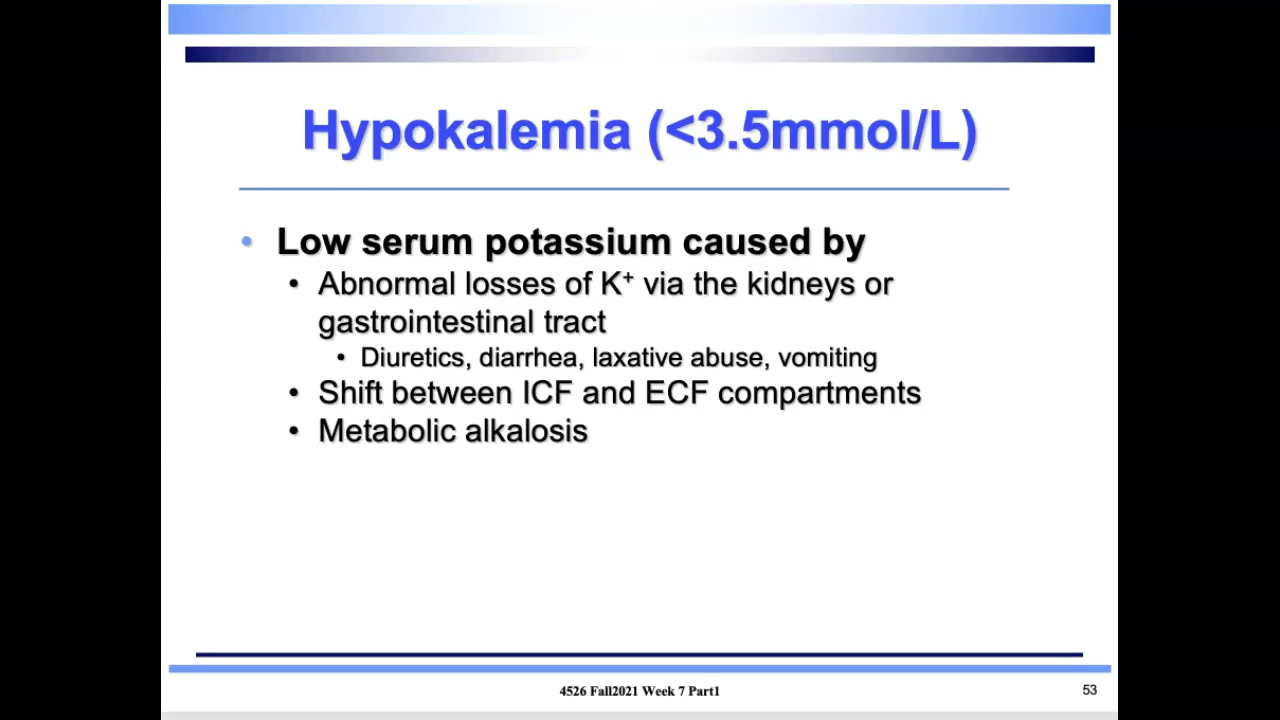 Hypokalemia (<3.5mmol/L)
• Low serum potassium caused by
• Abnormal losses of K⁺ via the kidneys or
gastrointestinal tract
• Diuretics, diarrhea, laxative abuse, vomiting
• Shift between ICF and ECF compartments
• Metabolic alkalosis
4526 Fall2021 Week 7 Part1
53